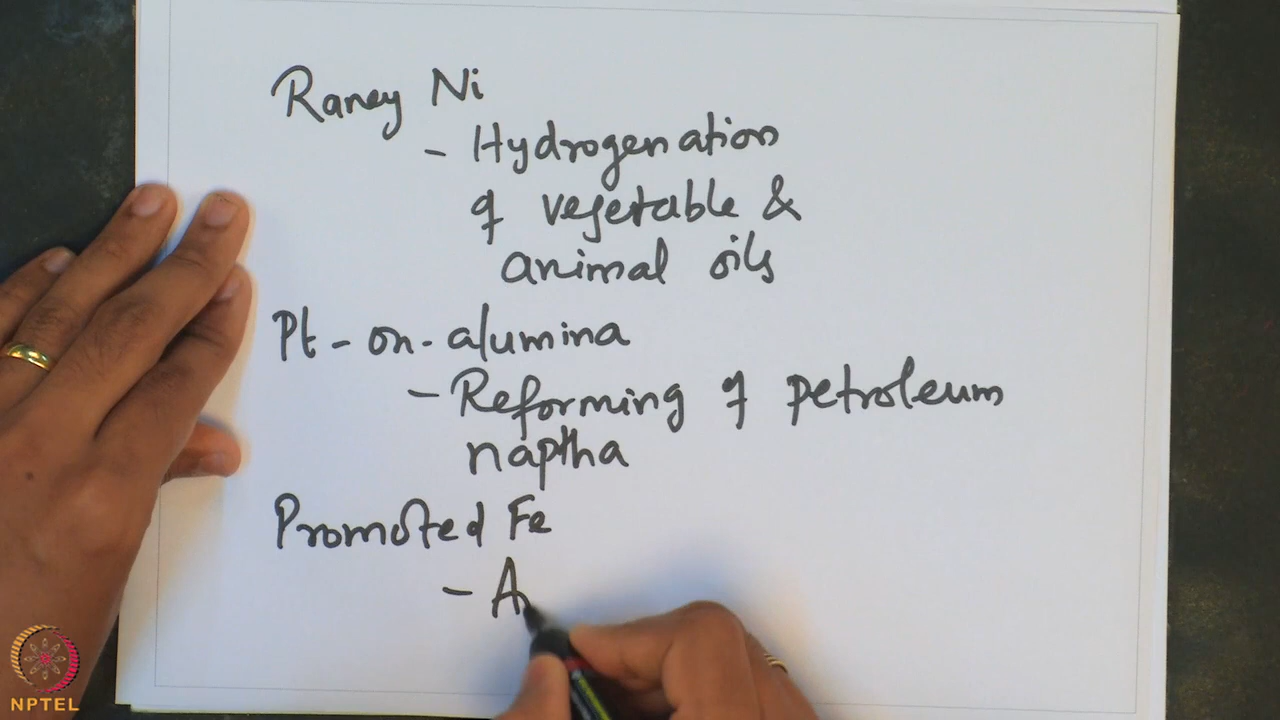 Raney Ni
- Hydrogenation
of vegetable &
animal oils
Pt-on-alumina
- Reforming of petroleum
naptha
Promoted Fe
- A
NPTEL